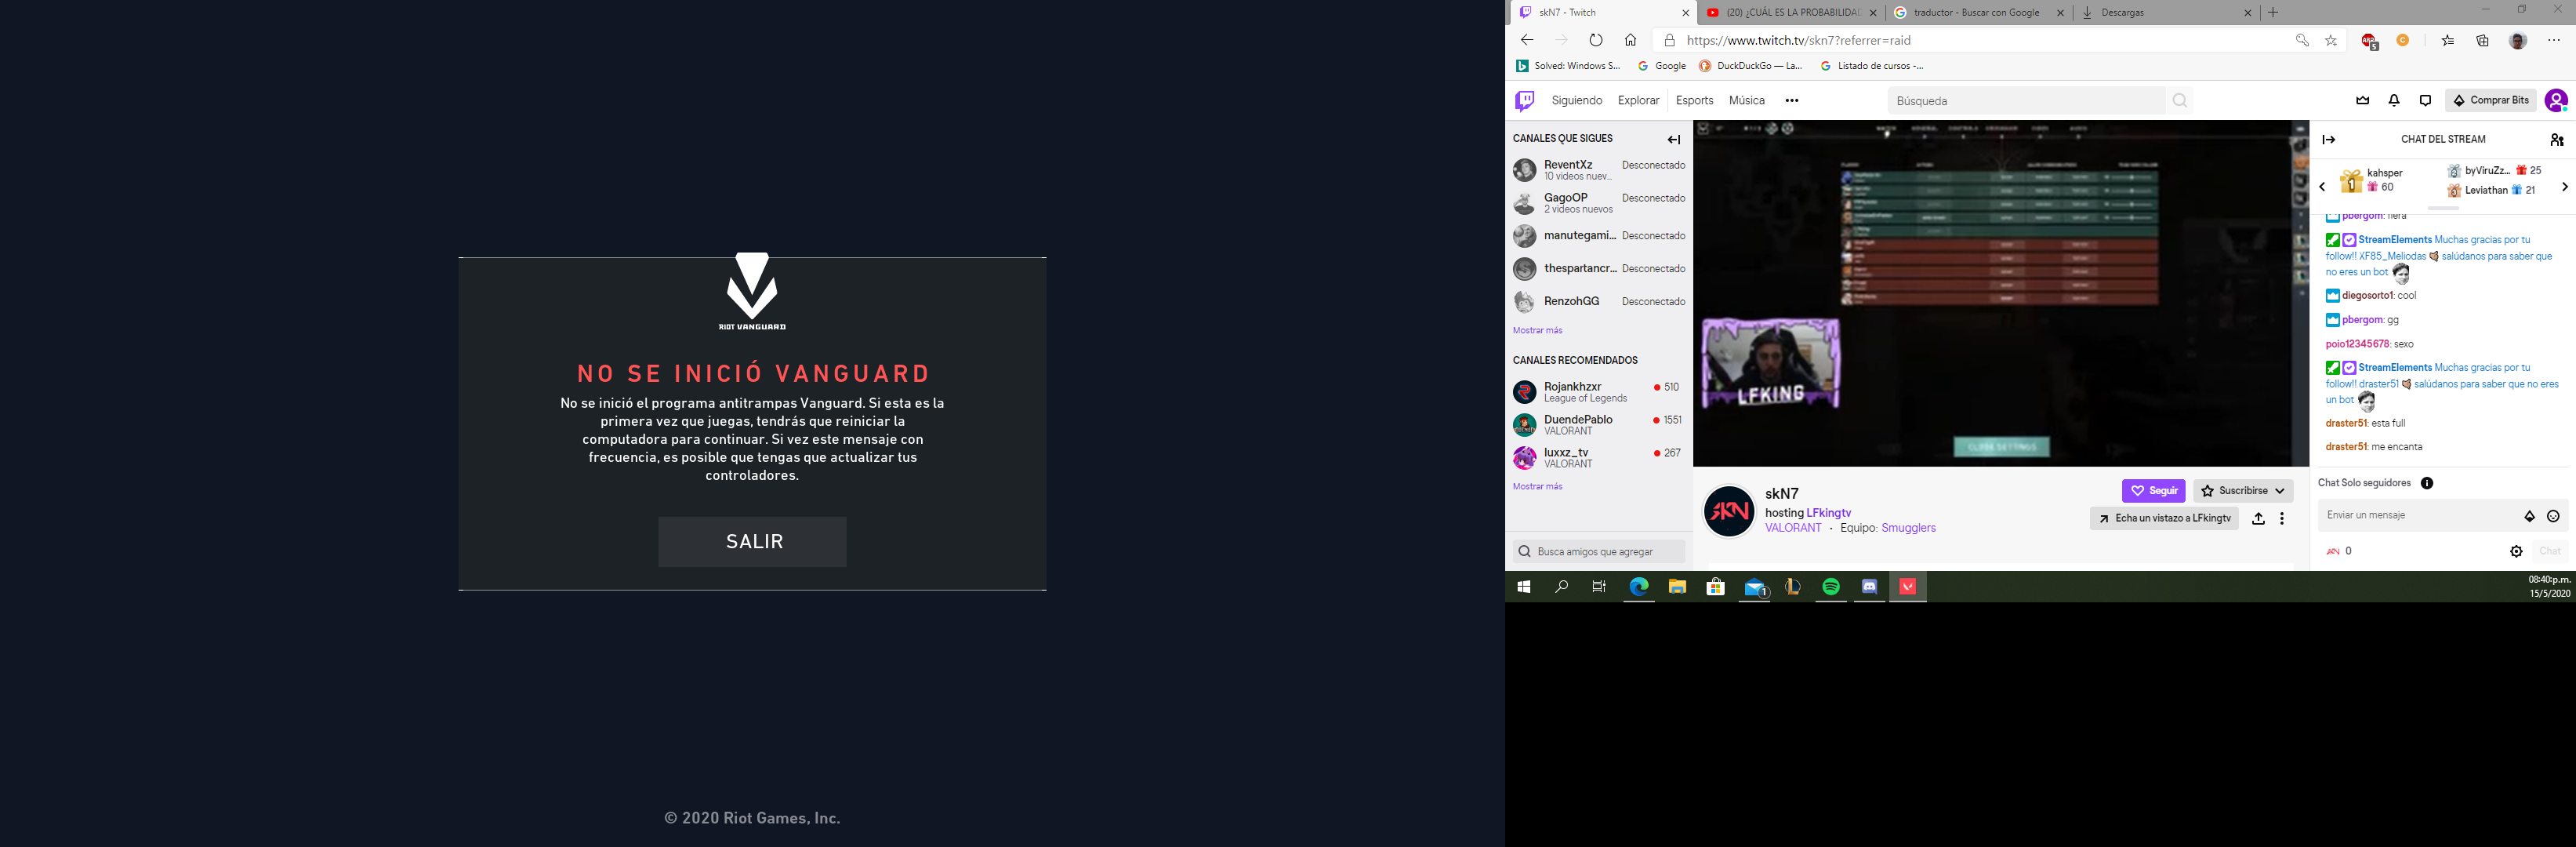 RIOT VANGUARD
NO SE INICIÓ VANGUARD
No se inició el programa antitrampas Vanguard. Si esta es la
primera vez que juegas, tendrás que reiniciar la
computadora para continuar. Si vez este mensaje con
frecuencia, es posible que tengas que actualizar tus
controladores.
SALIR
© 2020 Riot Games, Inc.
skN7 - Twitch
(20) ¿CUÁL ES LA PROBABILIDAD
traductor - Buscar con Google
Descargas
https://www.twitch.tv/skn7?referrer=raid
ABP
5
C
Solved: Windows S...
Google
DuckDuckGo — La...
Listado de cursos -...
Siguiendo
Explorar
Esports
Música
Búsqueda
Comprar Bits
CANALES QUE SIGUES
ReventXz
Desconectado
10 videos nuev...
GagoOP
Desconectado
2 videos nuevos
manutegami...
Desconectado
thespartancr...
Desconectado
RenzohGG
Desconectado
Mostrar más
CANALES RECOMENDADOS
Rojankhzxr
510
League of Legends
DuendePablo
1551
VALORANT
luxxz_tv
267
VALORANT
Mostrar más
Busca amigos que agregar
LFKING
CLOSE SETTINGS
SKN
skN7
hosting LFkingtv
VALORANT · Equipo: Smugglers
Seguir
Suscribirse
Echa un vistazo a LFkingtv
CHAT DEL STREAM
1
kahsper
60
2
byViruZz...
25
3
Leviathan
21
pbergom: nera
StreamElements Muchas gracias por tu
follow!! XF85_Meliodas salúdanos para saber que
no eres un bot
diegosorto1: cool
pbergom: gg
poio12345678: sexo
StreamElements Muchas gracias por tu
follow!! draster51 salúdanos para saber que no eres
un bot
draster51: esta full
draster51: me encanta
Chat Solo seguidores
Enviar un mensaje
0
Chat
1
08:40 p.m.
15/5/2020